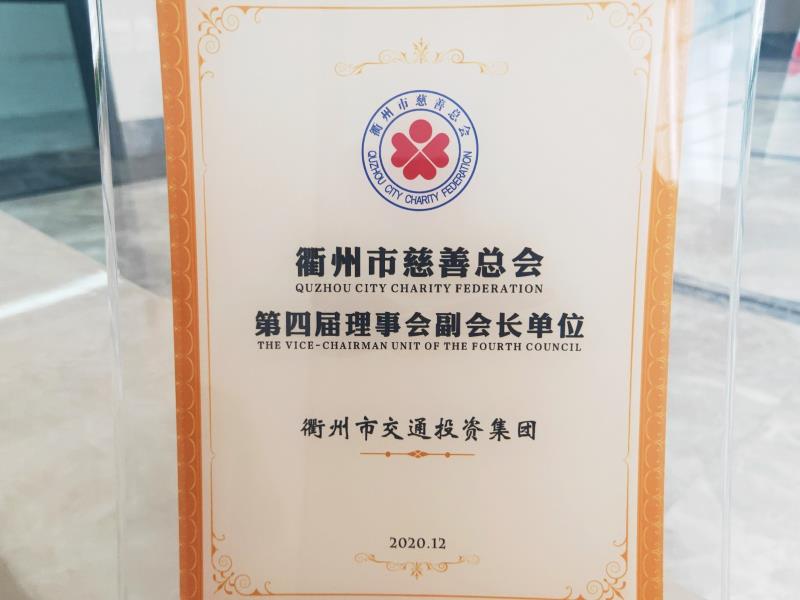 衢州市慈善总会
QUZHOU CITY CHARITY FEDERATION
衢州市慈善总会
QUZHOU CITY CHARITY FEDERATION
第四届理事会副会长单位
THE VICE-CHAIRMAN UNIT OF THE FOURTH COUNCIL
衢州市交通投资集团
2020.12